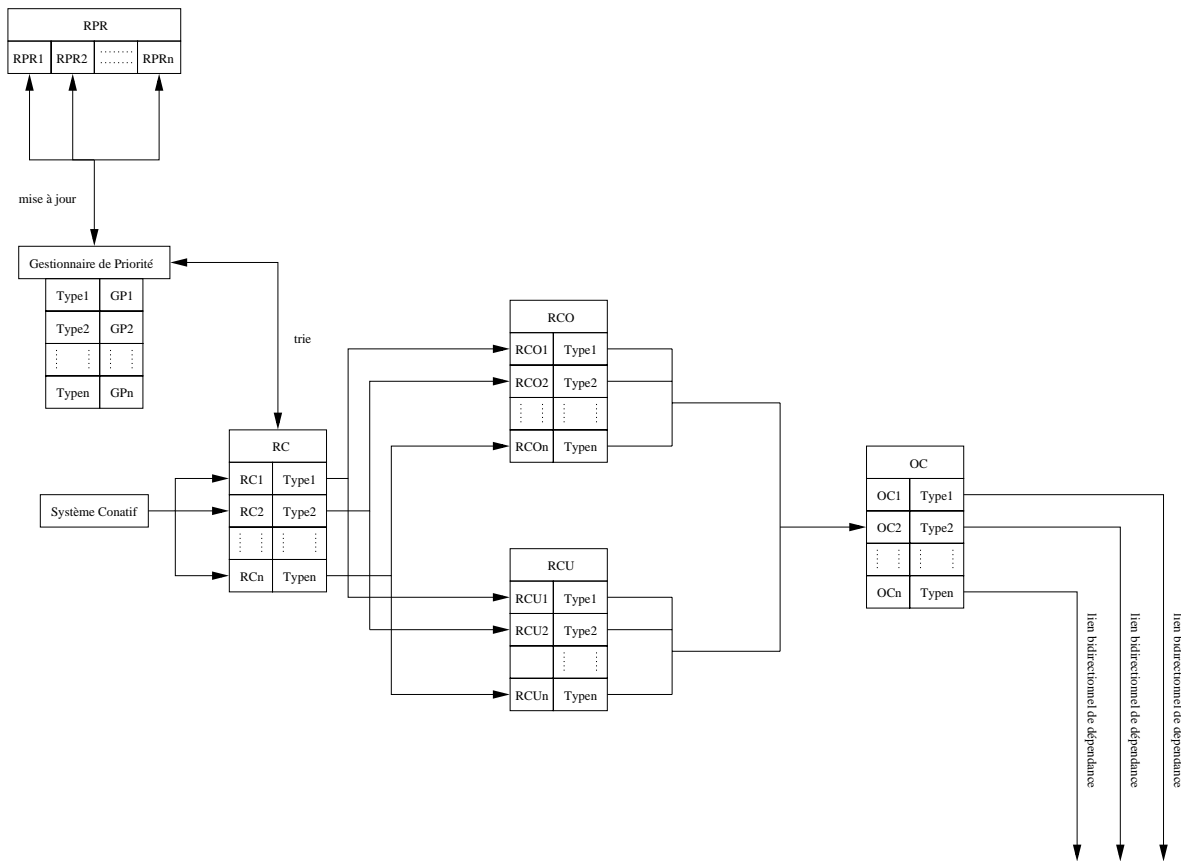 RPR
RPR1 RPR2 ........ RPRn
mise à jour
Gestionnaire de Priorité
Type1 GP1
Type2 GP2
Typen GPn
trie
RC
RC1 Type1
RC2 Type2
RCn Typen
Système Conatif
RCO
RCO1 Type1
RCO2 Type2
RCOn Typen
RCU
RCU1 Type1
RCU2 Type2
RCUn Typen
OC
OC1 Type1
OC2 Type2
OCn Typen
lien bidirectionnel de dépendance
lien bidirectionnel de dépendance
lien bidirectionnel de dépendance